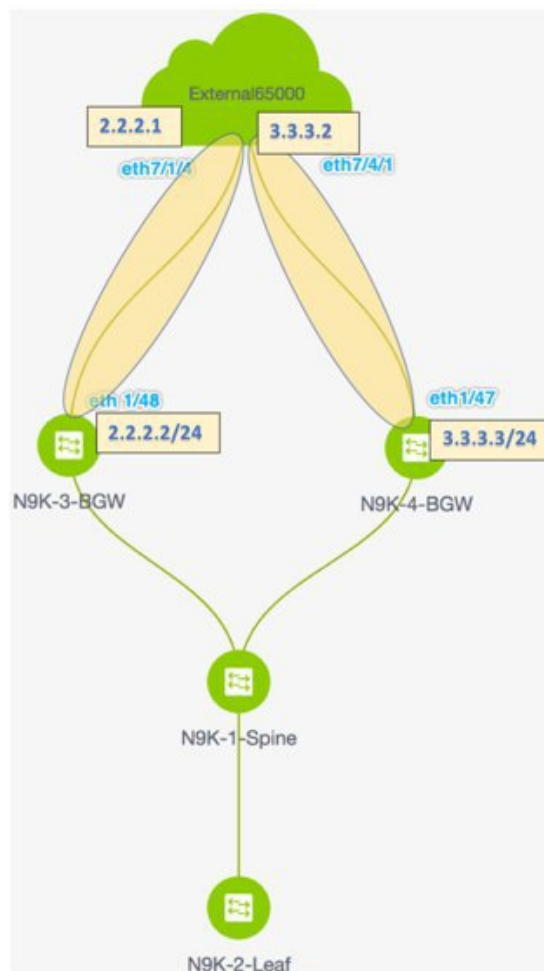 External65000
2.2.2.1
3.3.3.2
eth7/1/4
eth7/4/1
eth 1/48
eth1/47
2.2.2.2/24
3.3.3.3/24
N9K-3-BGW
N9K-4-BGW
N9K-1-Spine
N9K-2-Leaf